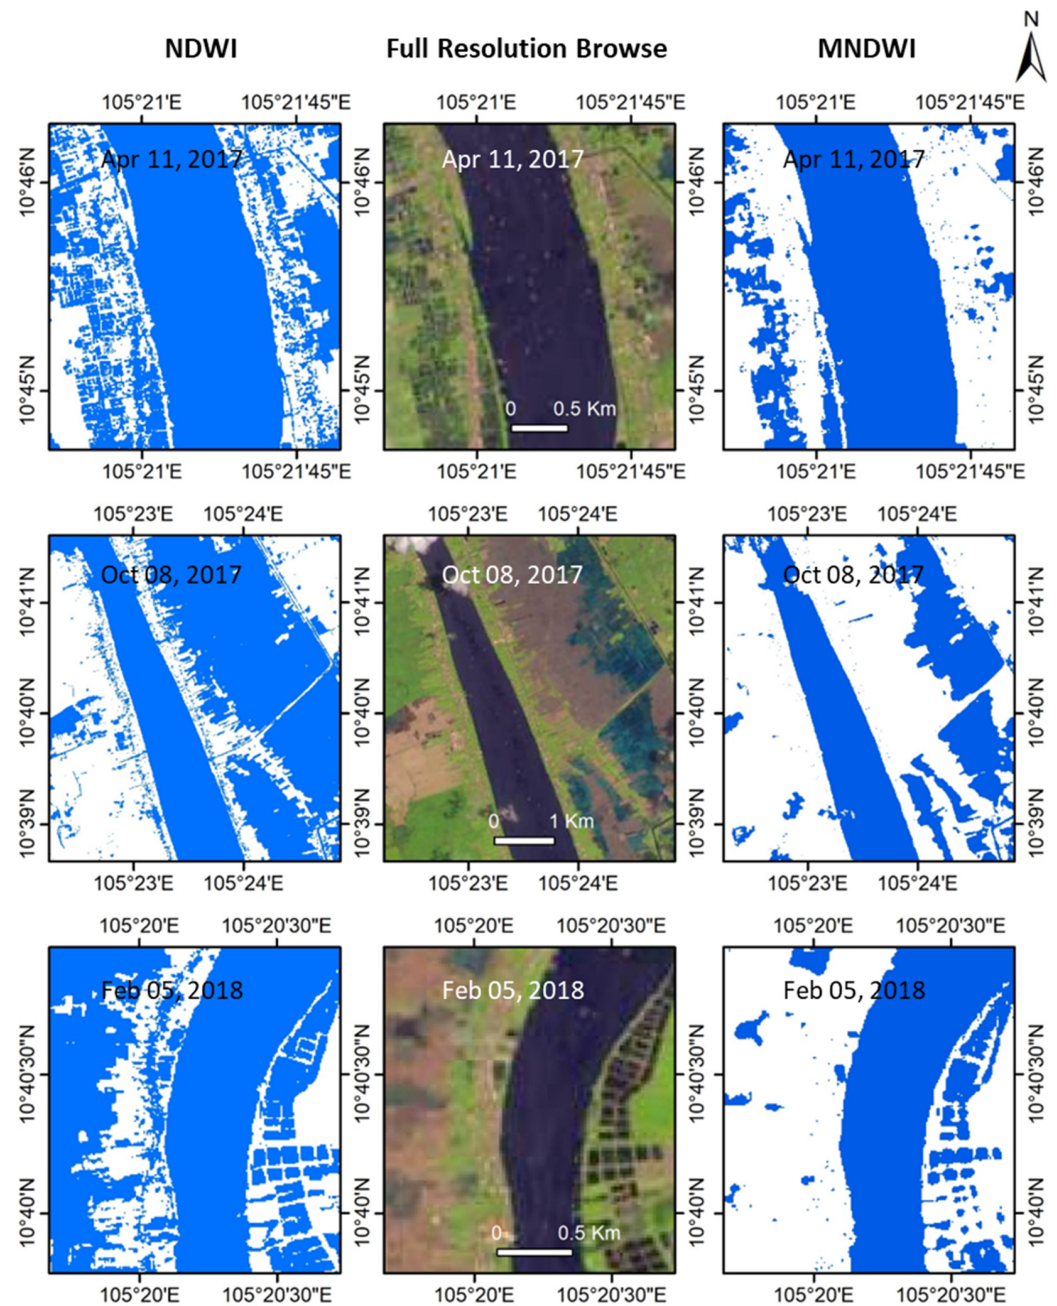 N
NDWI Full Resolution Browse MNDWI
105°21'E 105°21'45"E 105°21'E 105°21'45"E 105°21'E 105°21'45"E
Apr 11, 2017 Apr 11, 2017 Apr 11, 2017
10°46'N 10°46'N 10°46'N 10°46'N
10°45'N 10°45'N 10°45'N 10°45'N
0 0.5 Km
105°21'E 105°21'45"E 105°21'E 105°21'45"E 105°21'E 105°21'45"E
105°23'E 105°24'E 105°23'E 105°24'E 105°23'E 105°24'E
Oct 08, 2017 Oct 08, 2017 Oct 08, 2017
10°41'N 10°41'N 10°41'N 10°41'N
10°40'N 10°40'N 10°40'N 10°40'N
10°39'N 10°39'N 10°39'N 10°39'N
0 1 Km
105°23'E 105°24'E 105°23'E 105°24'E 105°23'E 105°24'E
105°20'E 105°20'30"E 105°20'E 105°20'30"E 105°20'E 105°20'30"E
Feb 05, 2018 Feb 05, 2018 Feb 05, 2018
10°40'30"N 10°40'30"N 10°40'30"N 10°40'30"N
10°40'N 10°40'N 10°40'N 10°40'N
0 0.5 Km
105°20'E 105°20'30"E 105°20'E 105°20'30"E 105°20'E 105°20'30"E